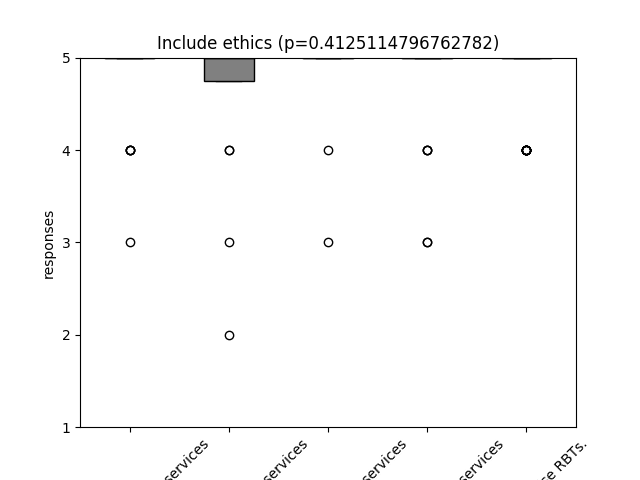 Include ethics (p=0.4125114796762782)
5
4
3
2
1
responses
services
services
services
services
RBTs.